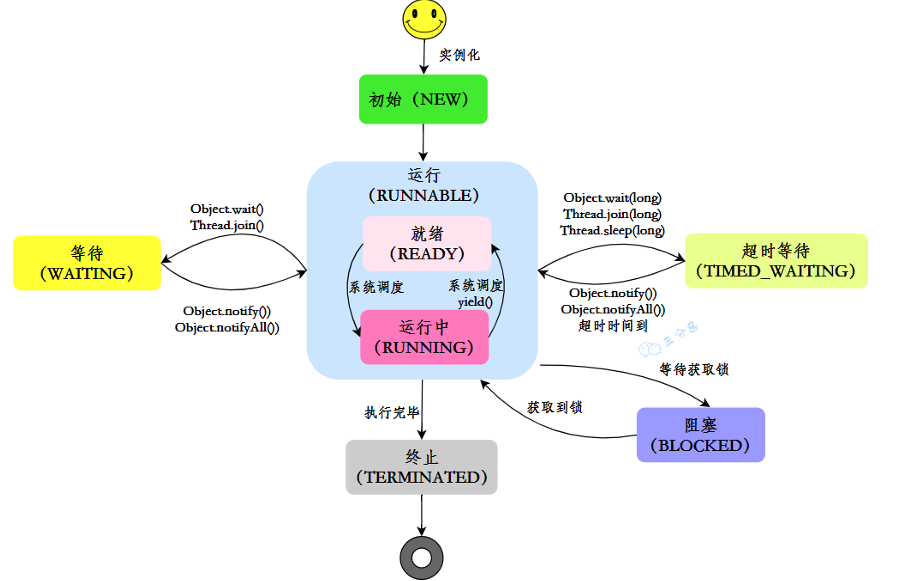 实例化
初始（NEW）
运行
（RUNNABLE）
Object.wait()
Thread.join()
Object.wait(long)
Thread.join(long)
Thread.sleep(long)
就绪
（READY）
等待
（WAITING）
超时等待
（TIMED_WAITING）
系统调度
系统调度
yield()
Object.notify())
Object.notifyAll())
Object.notify())
Object.notifyAll())
超时时间到
运行中
（RUNNING）
三分恶
等待获取锁
执行完毕
获取到锁
阻塞
（BLOCKED）
终止
（TERMINATED）